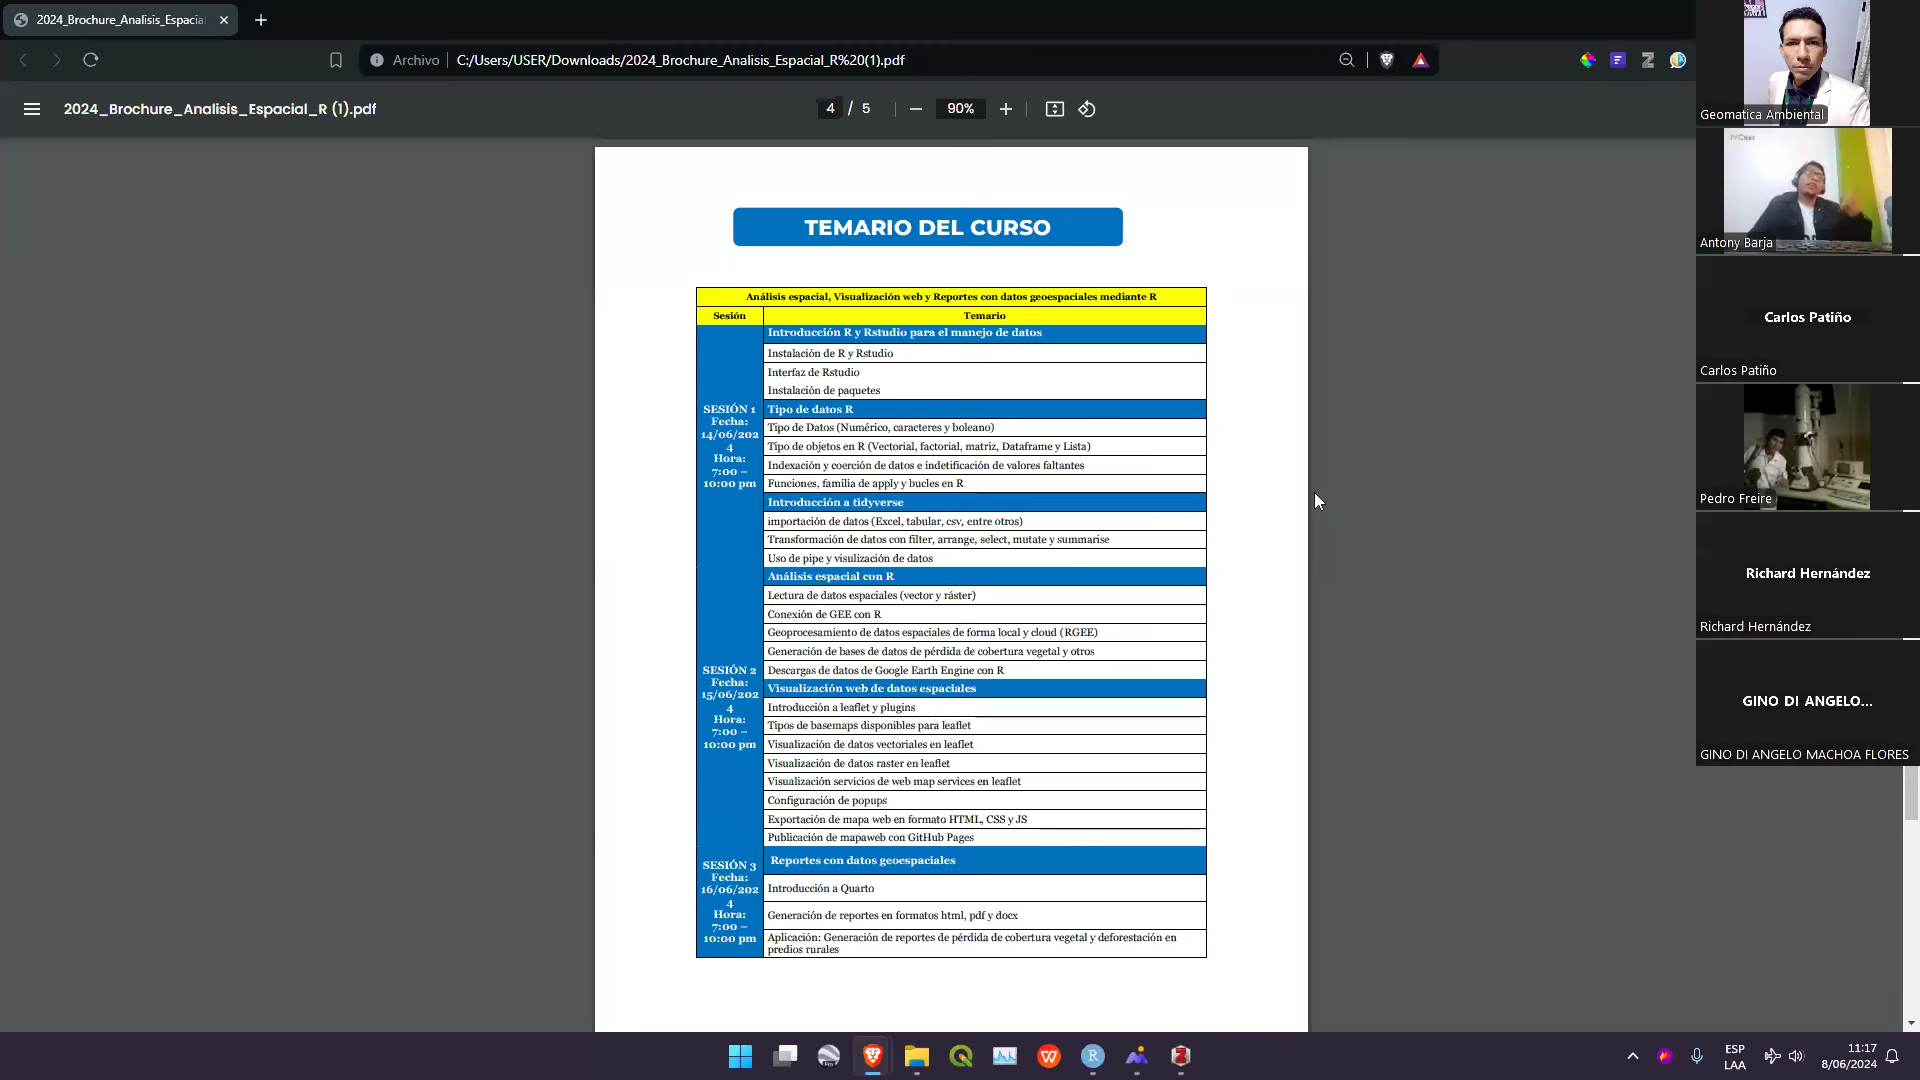 2024_Brochure_Analisis_Espacial
Archivo
C:/Users/USER/Downloads/2024_Brochure_Analisis_Espacial_R%20(1).pdf
2024_Brochure_Analisis_Espacial_R (1).pdf
4 / 5
90%
TEMARIO DEL CURSO
Análisis espacial, Visualización web y Reportes con datos geoespaciales mediante R
Sesión
Temario
SESIÓN 1
Fecha:
14/06/202
4
Hora:
7:00 –
10:00 pm
Introducción R y Rstudio para el manejo de datos
Instalación de R y Rstudio
Interfaz de Rstudio
Instalación de paquetes
Tipo de datos R
Tipo de Datos (Numérico, caracteres y boleano)
Tipo de objetos en R (Vectorial, factorial, matriz, Dataframe y Lista)
Indexación y coerción de datos e indetificación de valores faltantes
Funciones, familia de apply y bucles en R
Introducción a tidyverse
importación de datos (Excel, tabular, csv, entre otros)
Transformación de datos con filter, arrange, select, mutate y summarise
Uso de pipe y visulización de datos
SESIÓN 2
Fecha:
15/06/202
4
Hora:
7:00 –
10:00 pm
Análisis espacial con R
Lectura de datos espaciales (vector y ráster)
Conexión de GEE con R
Geoprocesamiento de datos espaciales de forma local y cloud (RGEE)
Generación de bases de datos de pérdida de cobertura vegetal y otros
Descargas de datos de Google Earth Engine con R
Visualización web de datos espaciales
Introducción a leaflet y plugins
Tipos de basemaps disponibles para leaflet
Visualización de datos vectoriales en leaflet
Visualización de datos raster en leaflet
Visualización servicios de web map services en leaflet
Configuración de popups
Exportación de mapa web en formato HTML, CSS y JS
Publicación de mapaweb con GitHub Pages
SESIÓN 3
Fecha:
16/06/202
4
Hora:
7:00 –
10:00 pm
Reportes con datos geoespaciales
Introducción a Quarto
Generación de reportes en formatos html, pdf y docx
Aplicación: Generación de reportes de pérdida de cobertura vegetal y deforestación en
predios rurales
Geomatica Ambiental
Antony Barja
Carlos Patiño
Carlos Patiño
Pedro Freire
Richard Hernández
Richard Hernández
GINO DI ANGELO...
GINO DI ANGELO MACHOA FLORES
ESP
LAA
11:17
8/06/2024